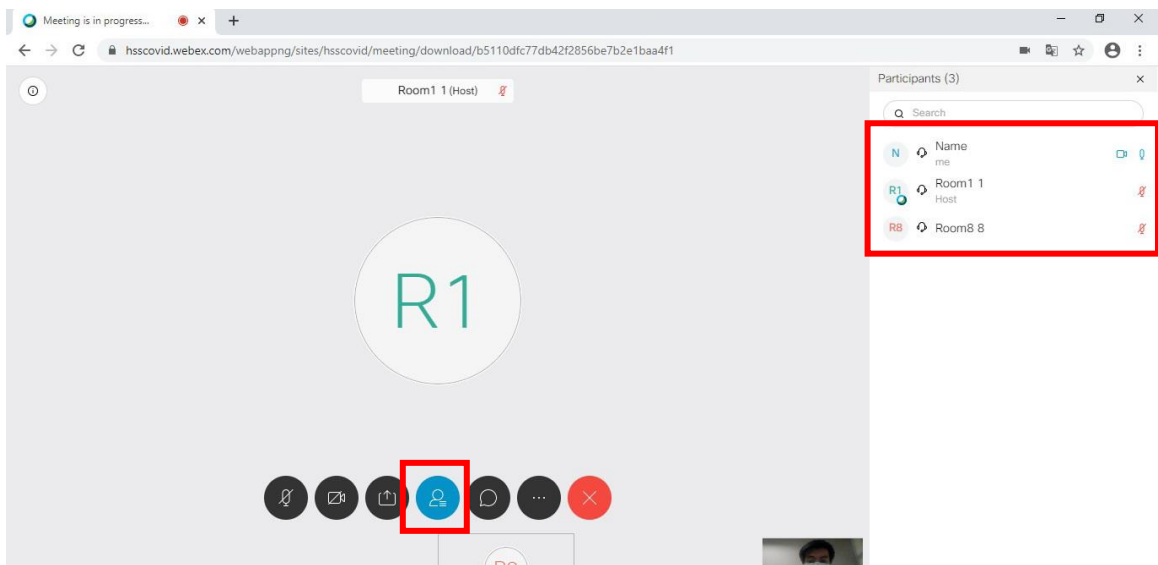 Meeting is in progress...
hsscovid.webex.com/webappng/sites/hsscovid/meeting/download/b5110dfc77db42f2856be7b2e1baa4f1
Room1 1 (Host)
Participants (3)
Search
N
Name
me
R1
Room1 1
Host
R8
Room8 8
R1